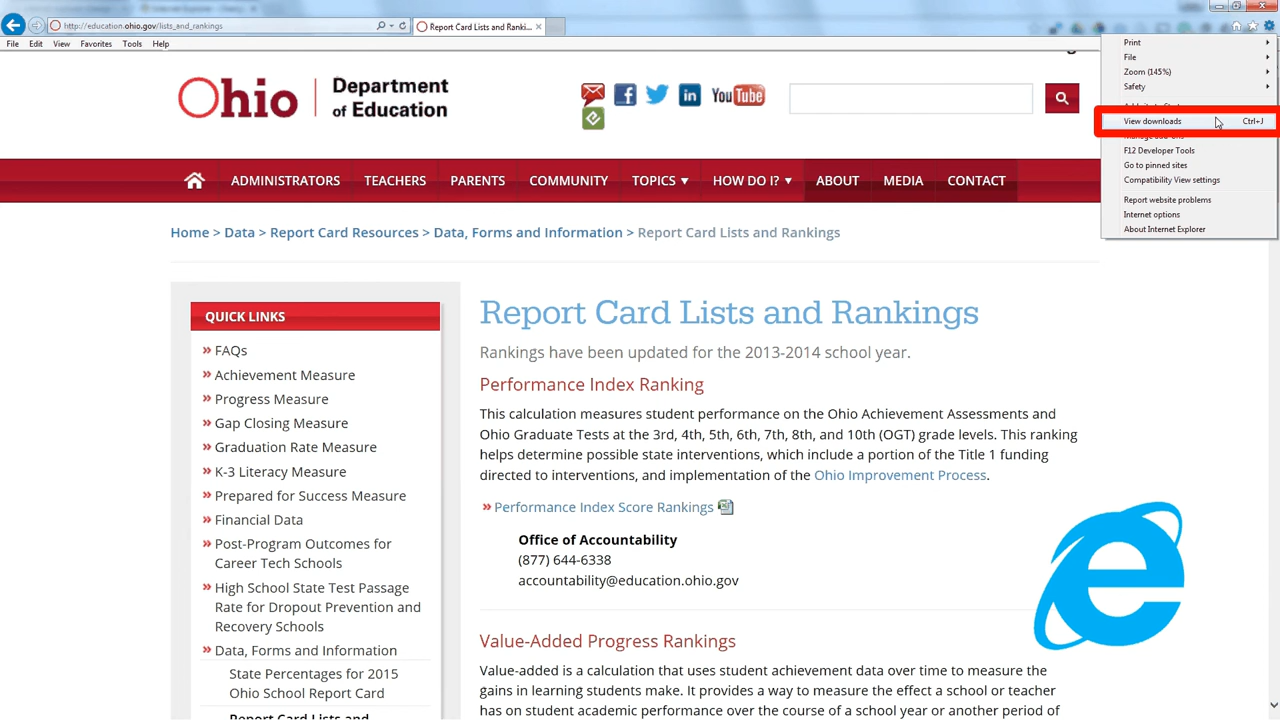 http://education.ohio.gov/lists_and_rankings
Report Card Lists and Ranki...
File Edit View Favorites Tools Help
Print
File
Zoom (145%)
Safety
View downloads Ctrl+J
F12 Developer Tools
Go to pinned sites
Compatibility View settings
Report website problems
Internet options
About Internet Explorer
Ohio
Department
of Education
YouTube
ADMINISTRATORS TEACHERS PARENTS COMMUNITY TOPICS HOW DO I? ABOUT MEDIA CONTACT
Home > Data > Report Card Resources > Data, Forms and Information > Report Card Lists and Rankings
QUICK LINKS
FAQs
Achievement Measure
Progress Measure
Gap Closing Measure
Graduation Rate Measure
K-3 Literacy Measure
Prepared for Success Measure
Financial Data
Post-Program Outcomes for
Career Tech Schools
High School State Test Passage
Rate for Dropout Prevention and
Recovery Schools
Data, Forms and Information
State Percentages for 2015
Ohio School Report Card
Report Card Lists and
Report Card Lists and Rankings
Rankings have been updated for the 2013-2014 school year.
Performance Index Ranking
This calculation measures student performance on the Ohio Achievement Assessments and
Ohio Graduate Tests at the 3rd, 4th, 5th, 6th, 7th, 8th, and 10th (OGT) grade levels. This ranking
helps determine possible state interventions, which include a portion of the Title 1 funding
directed to interventions, and implementation of the Ohio Improvement Process.
Performance Index Score Rankings
Office of Accountability
(877) 644-6338
accountability@education.ohio.gov
Value-Added Progress Rankings
Value-added is a calculation that uses student achievement data over time to measure the
gains in learning students make. It provides a way to measure the effect a school or teacher
has on student academic performance over the course of a school year or another period of